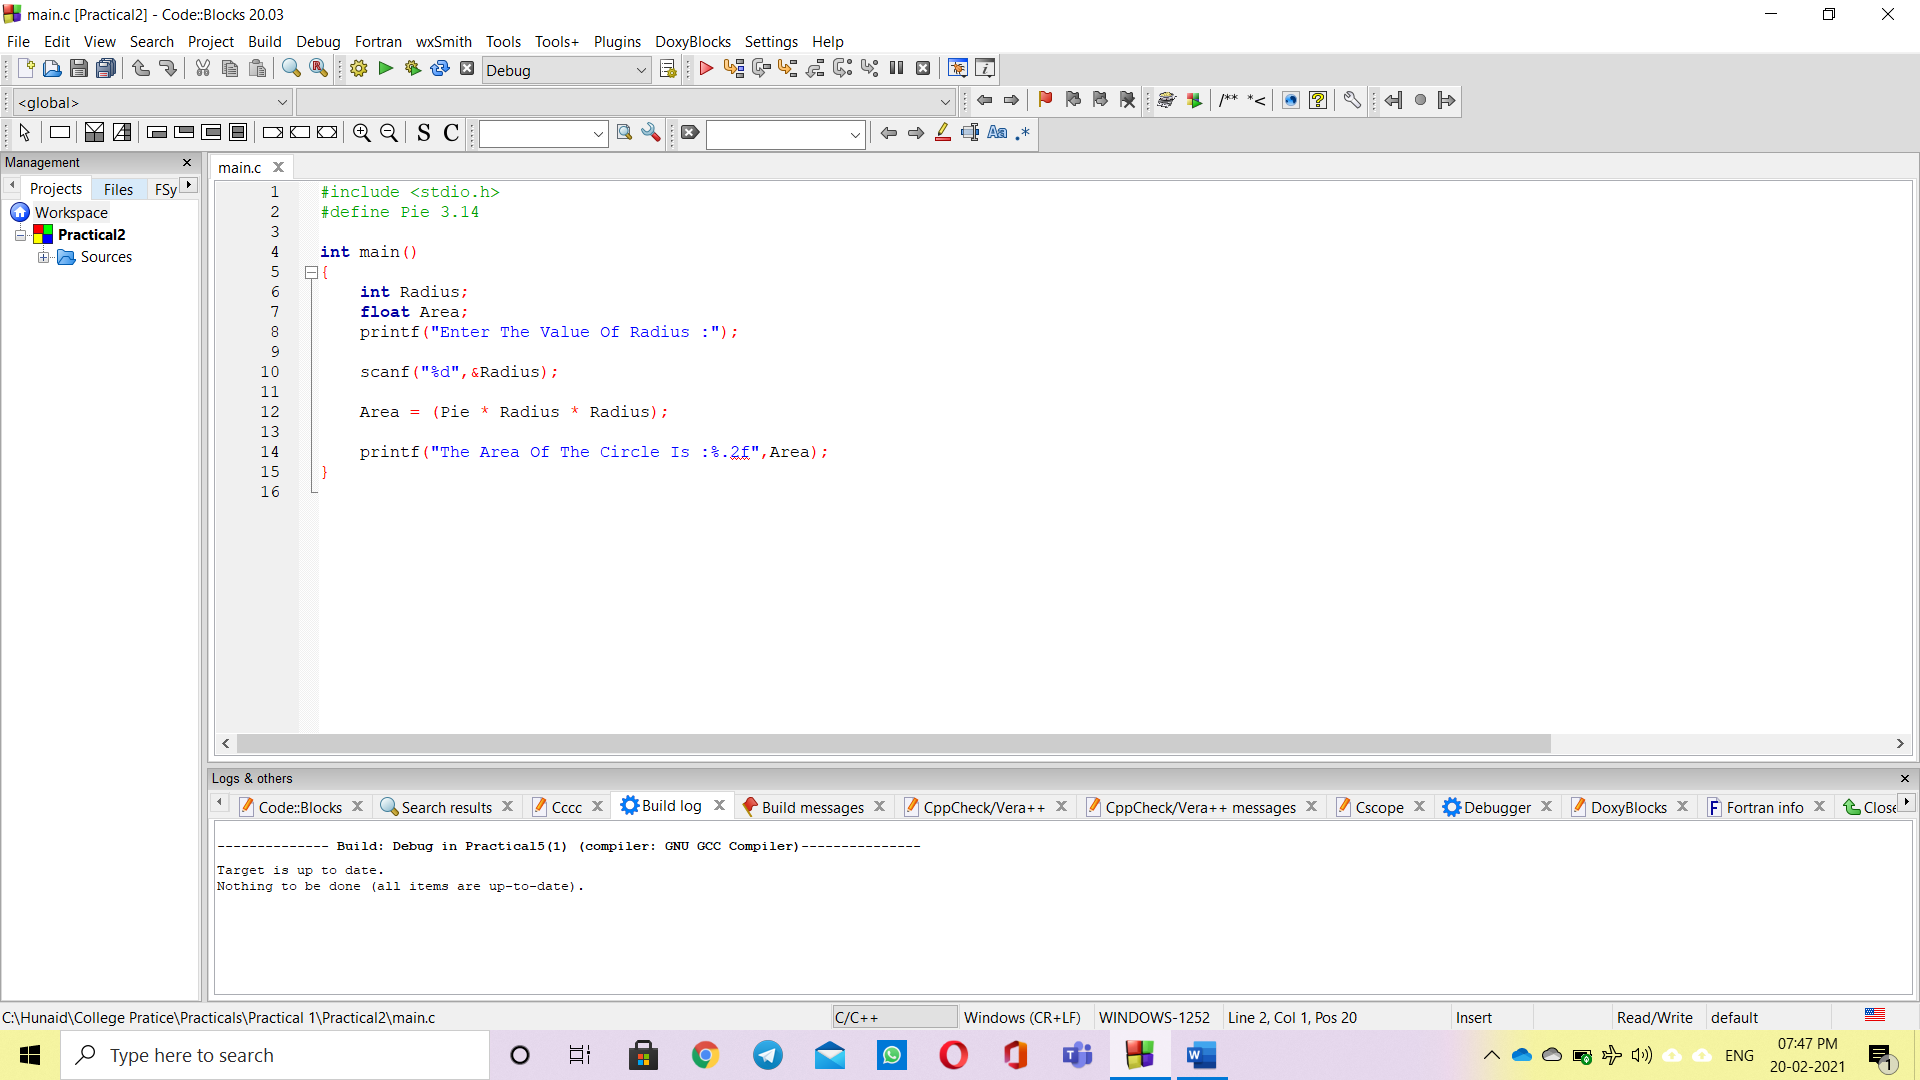 main.c [Practical2] - Code::Blocks 20.03
File Edit View Search Project Build Debug Fortran wxSmith Tools Tools+ Plugins DoxyBlocks Settings Help
Debug
<global>
/** *<
S C
Aa .*
Management
Projects Files FSy
Workspace
Practical2
Sources
main.c
1 #include <stdio.h>
2 #define Pie 3.14
3
4 int main()
5 {
6 int Radius;
7 float Area;
8 printf("Enter The Value Of Radius :");
9
10 scanf("%d",&Radius);
11
12 Area = (Pie * Radius * Radius);
13
14 printf("The Area Of The Circle Is :%.2f",Area);
15 }
16
Logs & others
Code::Blocks Search results Cccc Build log Build messages CppCheck/Vera++ CppCheck/Vera++ messages Cscope Debugger DoxyBlocks Fortran info Close
-------------- Build: Debug in Practical5(1) (compiler: GNU GCC Compiler)---------------
Target is up to date.
Nothing to be done (all items are up-to-date).
C:\Hunaid\College Pratice\Practicals\Practical 1\Practical2\main.c C/C++ Windows (CR+LF) WINDOWS-1252 Line 2, Col 1, Pos 20 Insert Read/Write default
Type here to search
ENG
07:47 PM
20-02-2021
1